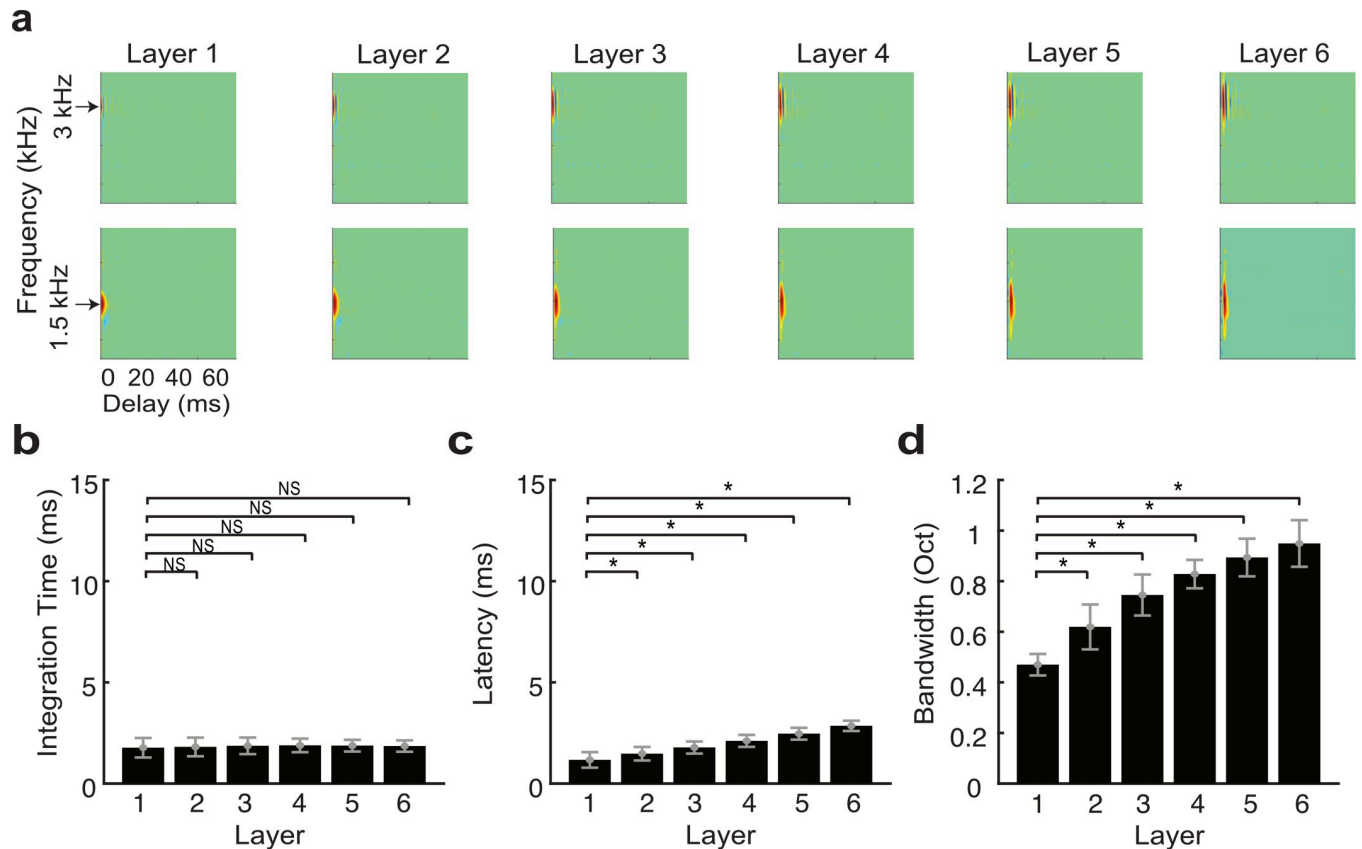 a
Layer 1 Layer 2 Layer 3 Layer 4 Layer 5 Layer 6
Frequency (kHz)
3 kHz
1.5 kHz
0 20 40 60
Delay (ms)
b
Integration Time (ms)
15
10
5
0
NS
NS
NS
NS
NS
1 2 3 4 5 6
Layer
c
Latency (ms)
15
10
5
0
*
*
*
*
*
1 2 3 4 5 6
Layer
d
Bandwidth (Oct)
1.2
1
0.8
0.6
0.4
0.2
0
*
*
*
*
*
1 2 3 4 5 6
Layer